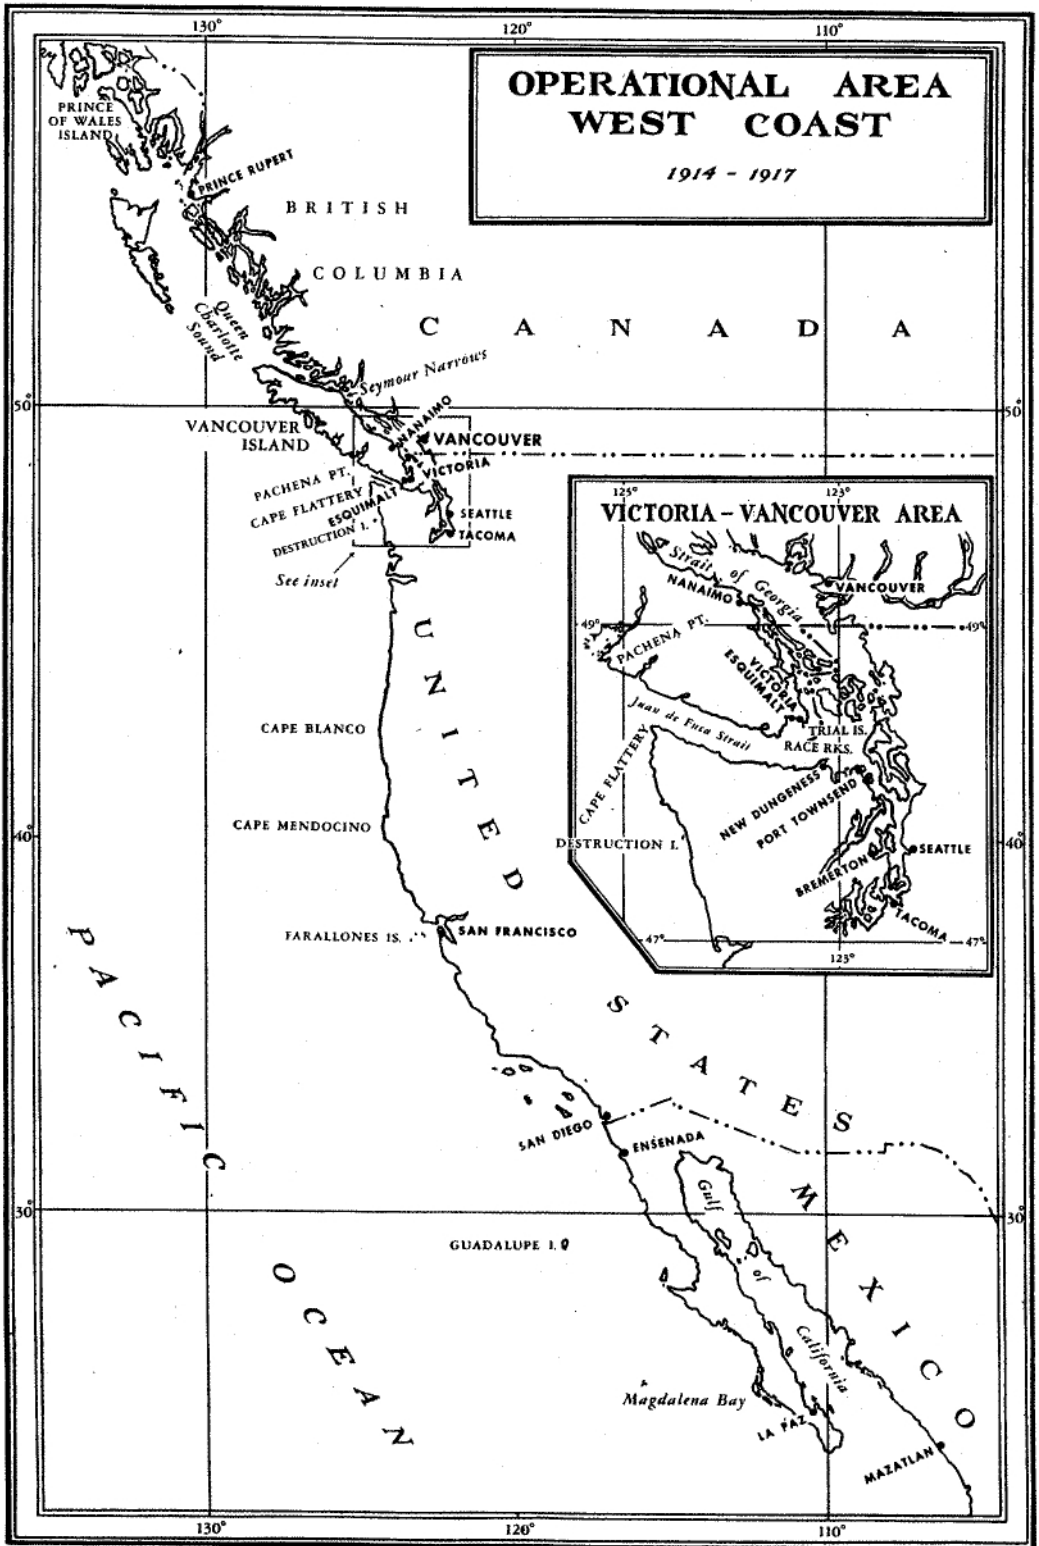 130°
120°
110°
OPERATIONAL AREA
WEST COAST
1914 - 1917
PRINCE
OF WALES
ISLAND
PRINCE RUPERT
BRITISH
COLUMBIA
CANADA
Queen
Charlotte
Sound
Seymour Narrows
50°
50°
VANCOUVER
ISLAND
NANAIMO
VANCOUVER
VICTORIA
PACHENA PT.
CAPE FLATTERY
ESQUIMALT
DESTRUCTION I.
SEATTLE
TACOMA
See inset
UNITED
STATES
CAPE BLANCO
CAPE MENDOCINO
40°
40°
FARALLONES IS.
SAN FRANCISCO
PACIFIC
OCEAN
SAN DIEGO
ENSENADA
30°
30°
GUADALUPE I.
Gulf
of
California
MEXICO
Magdalena Bay
LA PAZ
MAZATLAN
130°
120°
110°
125°
123°
VICTORIA - VANCOUVER AREA
Strait
of Georgia
NANAIMO
VANCOUVER
49°
49°
PACHENA PT.
VICTORIA
ESQUIMALT
Juan de Fuca Strait
TRIAL IS.
RACE RKS.
CAPE FLATTERY
NEW DUNGENESS
PORT TOWNSEND
DESTRUCTION I.
BREMERTON
SEATTLE
TACOMA
47°
47°
123°